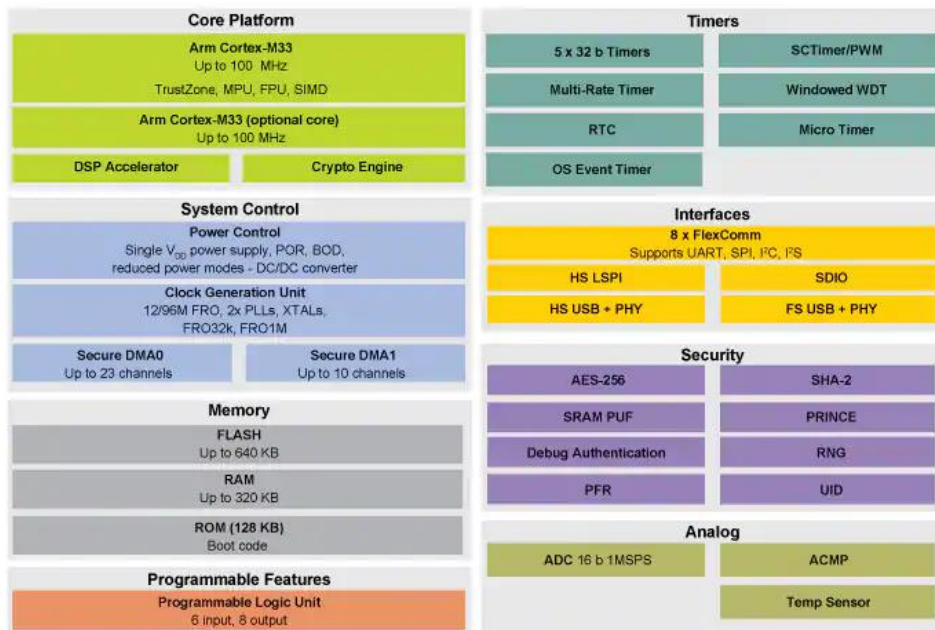 Core Platform
Arm Cortex-M33
Up to 100 MHz
TrustZone, MPU, FPU, SIMD
Arm Cortex-M33 (optional core)
Up to 100 MHz
DSP Accelerator
Crypto Engine
System Control
Power Control
Single VDD power supply, POR, BOD,
reduced power modes - DC/DC converter
Clock Generation Unit
12/96M FRO, 2x PLLs, XTALs,
FRO32k, FRO1M
Secure DMA0
Up to 23 channels
Secure DMA1
Up to 10 channels
Memory
FLASH
Up to 640 KB
RAM
Up to 320 KB
ROM (128 KB)
Boot code
Programmable Features
Programmable Logic Unit
6 input, 8 output
Timers
5 x 32 b Timers
SCTimer/PWM
Multi-Rate Timer
Windowed WDT
RTC
Micro Timer
OS Event Timer
Interfaces
8 x FlexComm
Supports UART, SPI, I²C, I²S
HS LSPI
SDIO
HS USB + PHY
FS USB + PHY
Security
AES-256
SHA-2
SRAM PUF
PRINCE
Debug Authentication
RNG
PFR
UID
Analog
ADC 16 b 1MSPS
ACMP
Temp Sensor